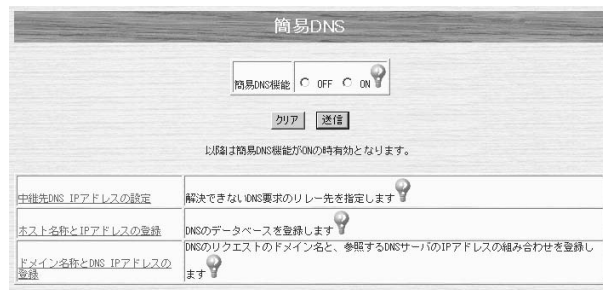 簡易DNS
簡易DNS機能 OFF ON
クリア 送信
以降は簡易DNS機能がONの時有効となります。
中継先DNS IPアドレスの設定 解決できないDNS要求のリレー先を指定します
ホスト名称とIPアドレスの登録 DNSのデータベースを登録します
ドメイン名称とDNS IPアドレスの登録 DNSのリクエストのドメイン名と、参照するDNSサーバのIPアドレスの組み合わせを登録します